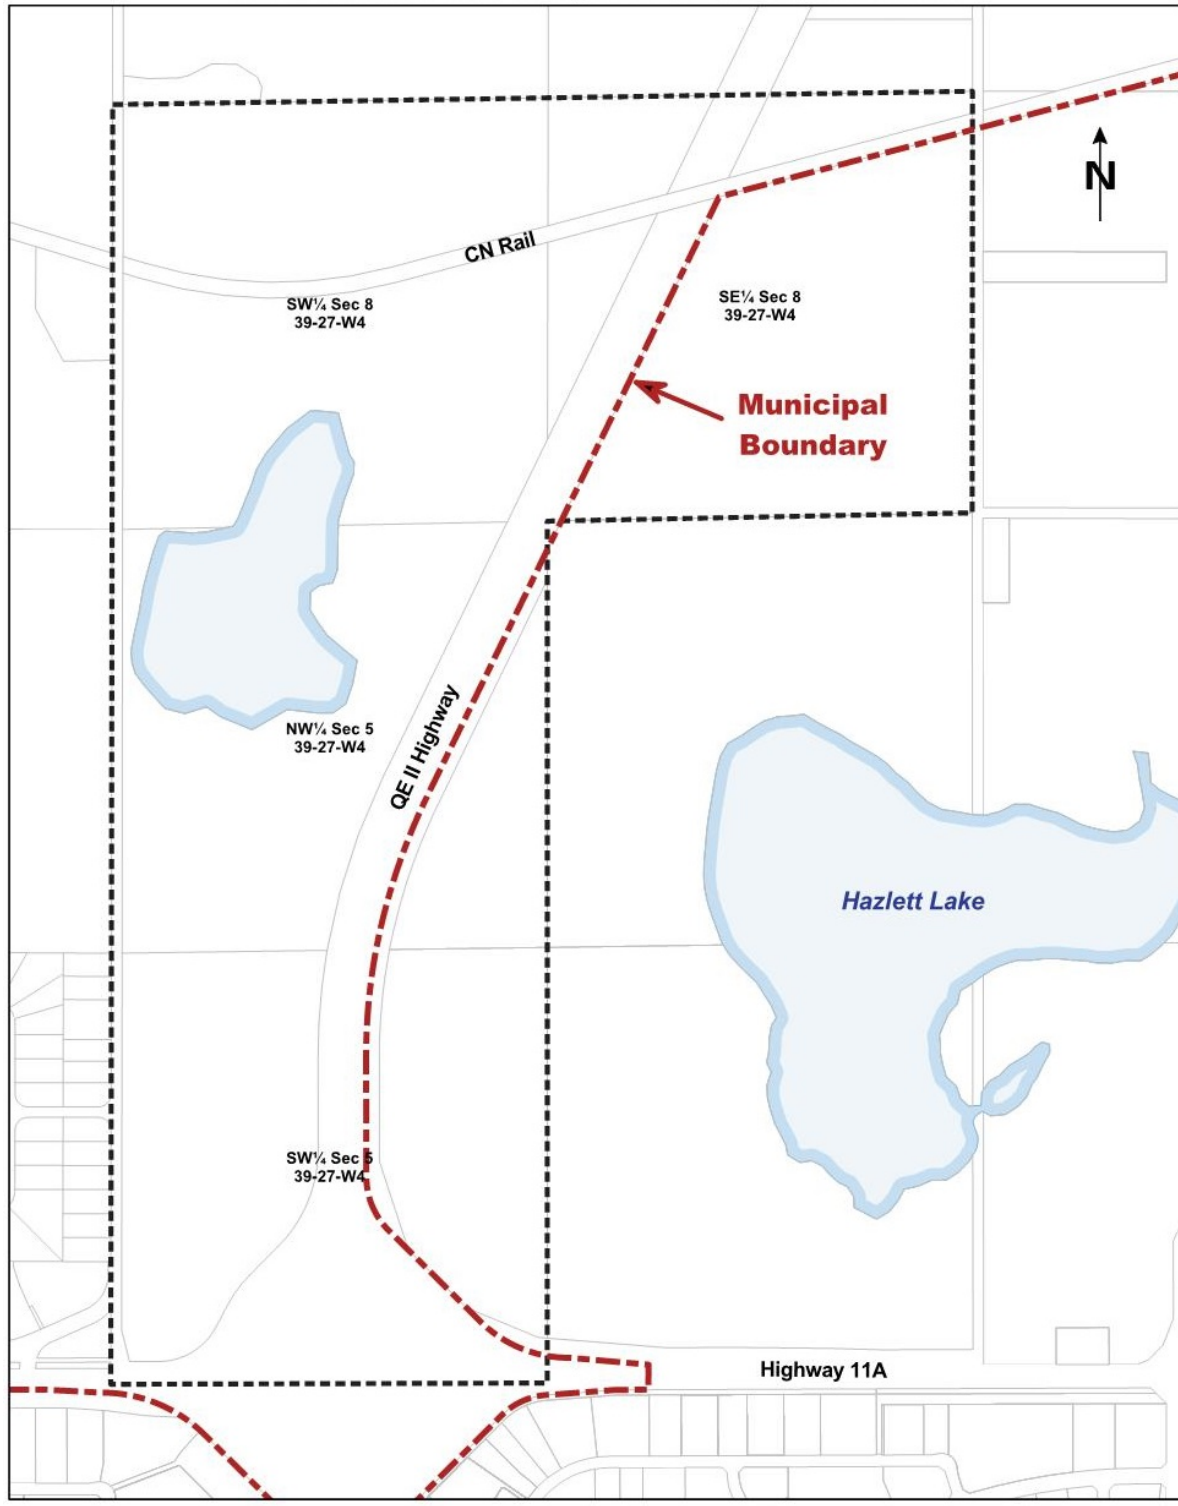 N
CN Rail
SW¼ Sec 8
39-27-W4
SE¼ Sec 8
39-27-W4
Municipal
Boundary
QE II Highway
NW¼ Sec 5
39-27-W4
Hazlett Lake
SW¼ Sec 5
39-27-W4
Highway 11A